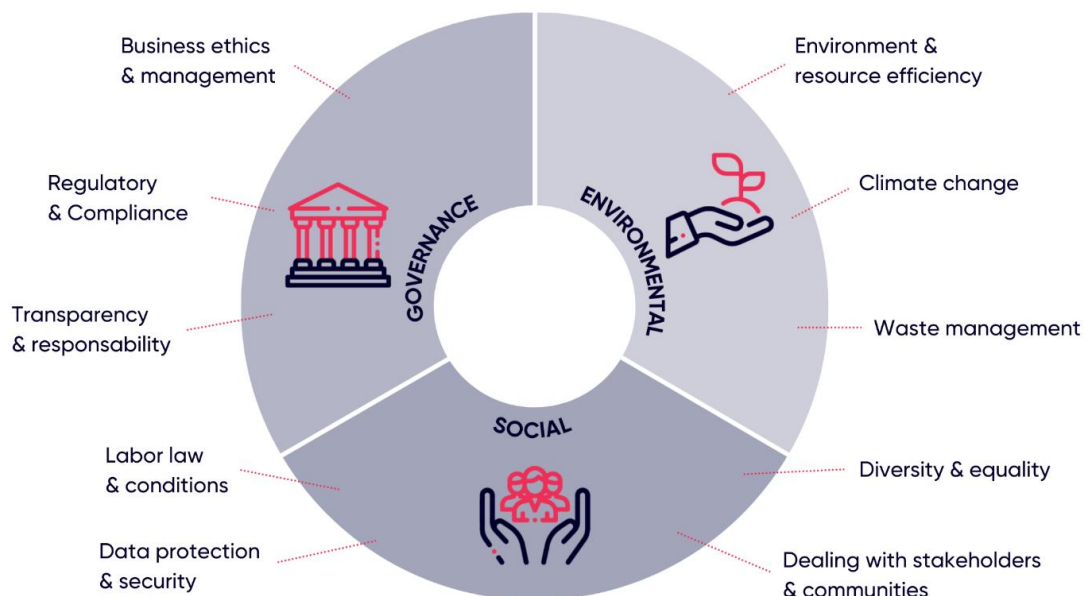 Business ethics
& management
Environment &
resource efficiency
Regulatory
& Compliance
Climate change
GOVERNANCE
ENVIRONMENTAL
Transparency
& responsability
Waste management
SOCIAL
Labor law
& conditions
Diversity & equality
Data protection
& security
Dealing with stakeholders
& communities